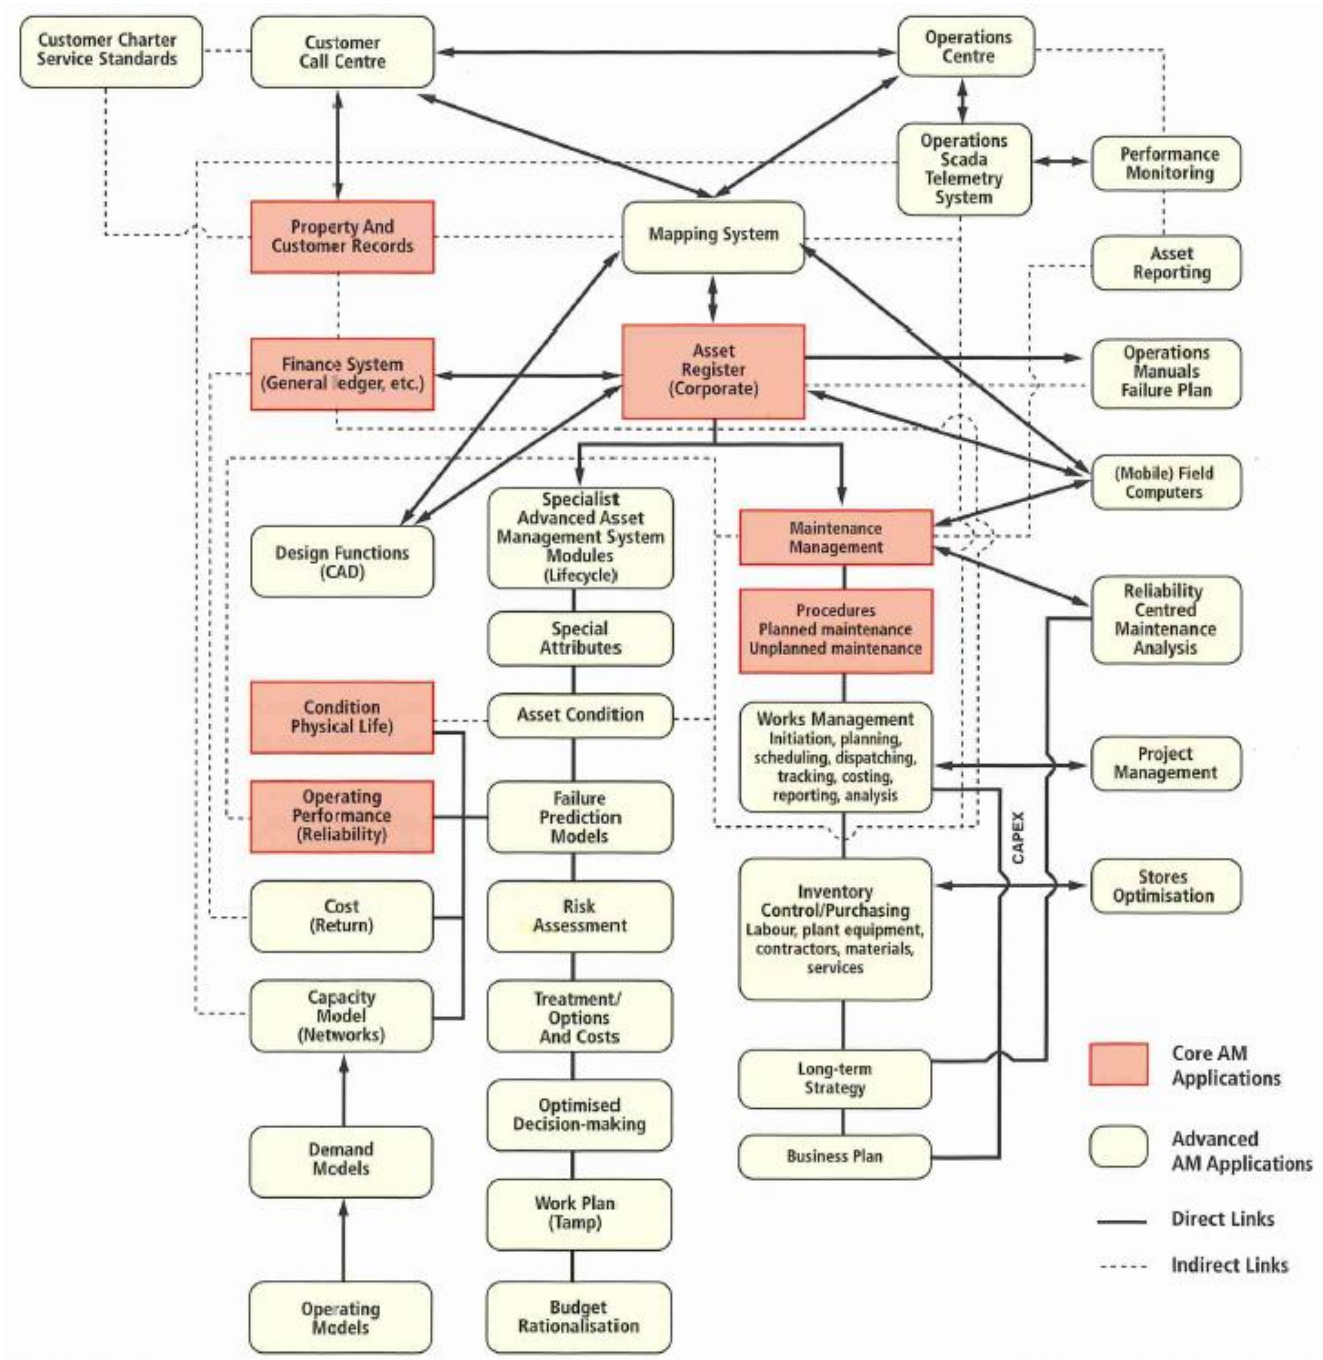 Customer Charter
Service Standards
Customer
Call Centre
Operations
Centre
Operations
Scada
Telemetry
System
Performance
Monitoring
Property And
Customer Records
Mapping System
Asset
Reporting
Finance System
(General ledger, etc.)
Asset
Register
(Corporate)
Operations
Manuals
Failure Plan
(Mobile) Field
Computers
Design Functions
(CAD)
Specialist
Advanced Asset
Management System
Modules
(Lifecycle)
Maintenance
Management
Procedures
Planned maintenance
Unplanned maintenance
Reliability
Centred
Maintenance
Analysis
Special
Attributes
Condition
Physical Life)
Asset Condition
Works Management
Initiation, planning,
scheduling, dispatching,
tracking, costing,
reporting, analysis
Project
Management
Operating
Performance
(Reliability)
Failure
Prediction
Models
CAPEX
Cost
(Return)
Risk
Assessment
Inventory
Control/Purchasing
Labour, plant equipment,
contractors, materials,
services
Stores
Optimisation
Capacity
Model
(Networks)
Treatment/
Options
And Costs
Long-term
Strategy
Demand
Models
Optimised
Decision-making
Business Plan
Work Plan
(Tamp)
Operating
Models
Budget
Rationalisation
Core AM
Applications
Advanced
AM Applications
Direct Links
Indirect Links